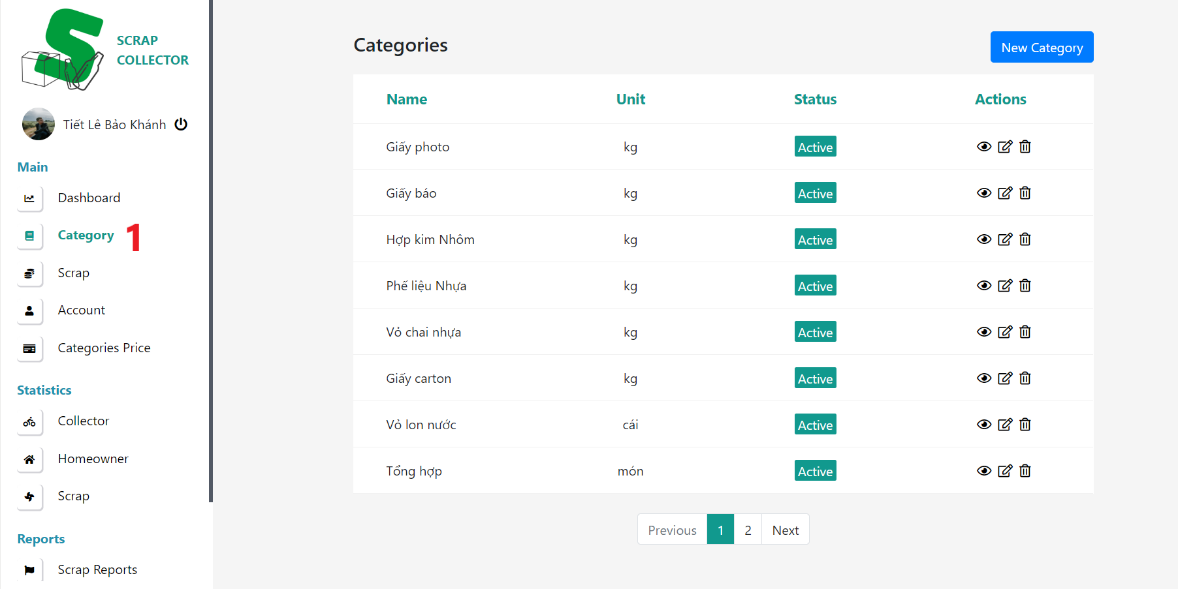 SCRAP
COLLECTOR
Tiết Lê Bảo Khánh
Main
Dashboard
Category 1
Scrap
Account
Categories Price
Statistics
Collector
Homeowner
Scrap
Reports
Scrap Reports
Categories
New Category
Name Unit Status Actions
Giấy photo kg Active
Giấy báo kg Active
Hợp kim Nhôm kg Active
Phế liệu Nhựa kg Active
Vỏ chai nhựa kg Active
Giấy carton kg Active
Vỏ lon nước cái Active
Tổng hợp món Active
Previous 1 2 Next